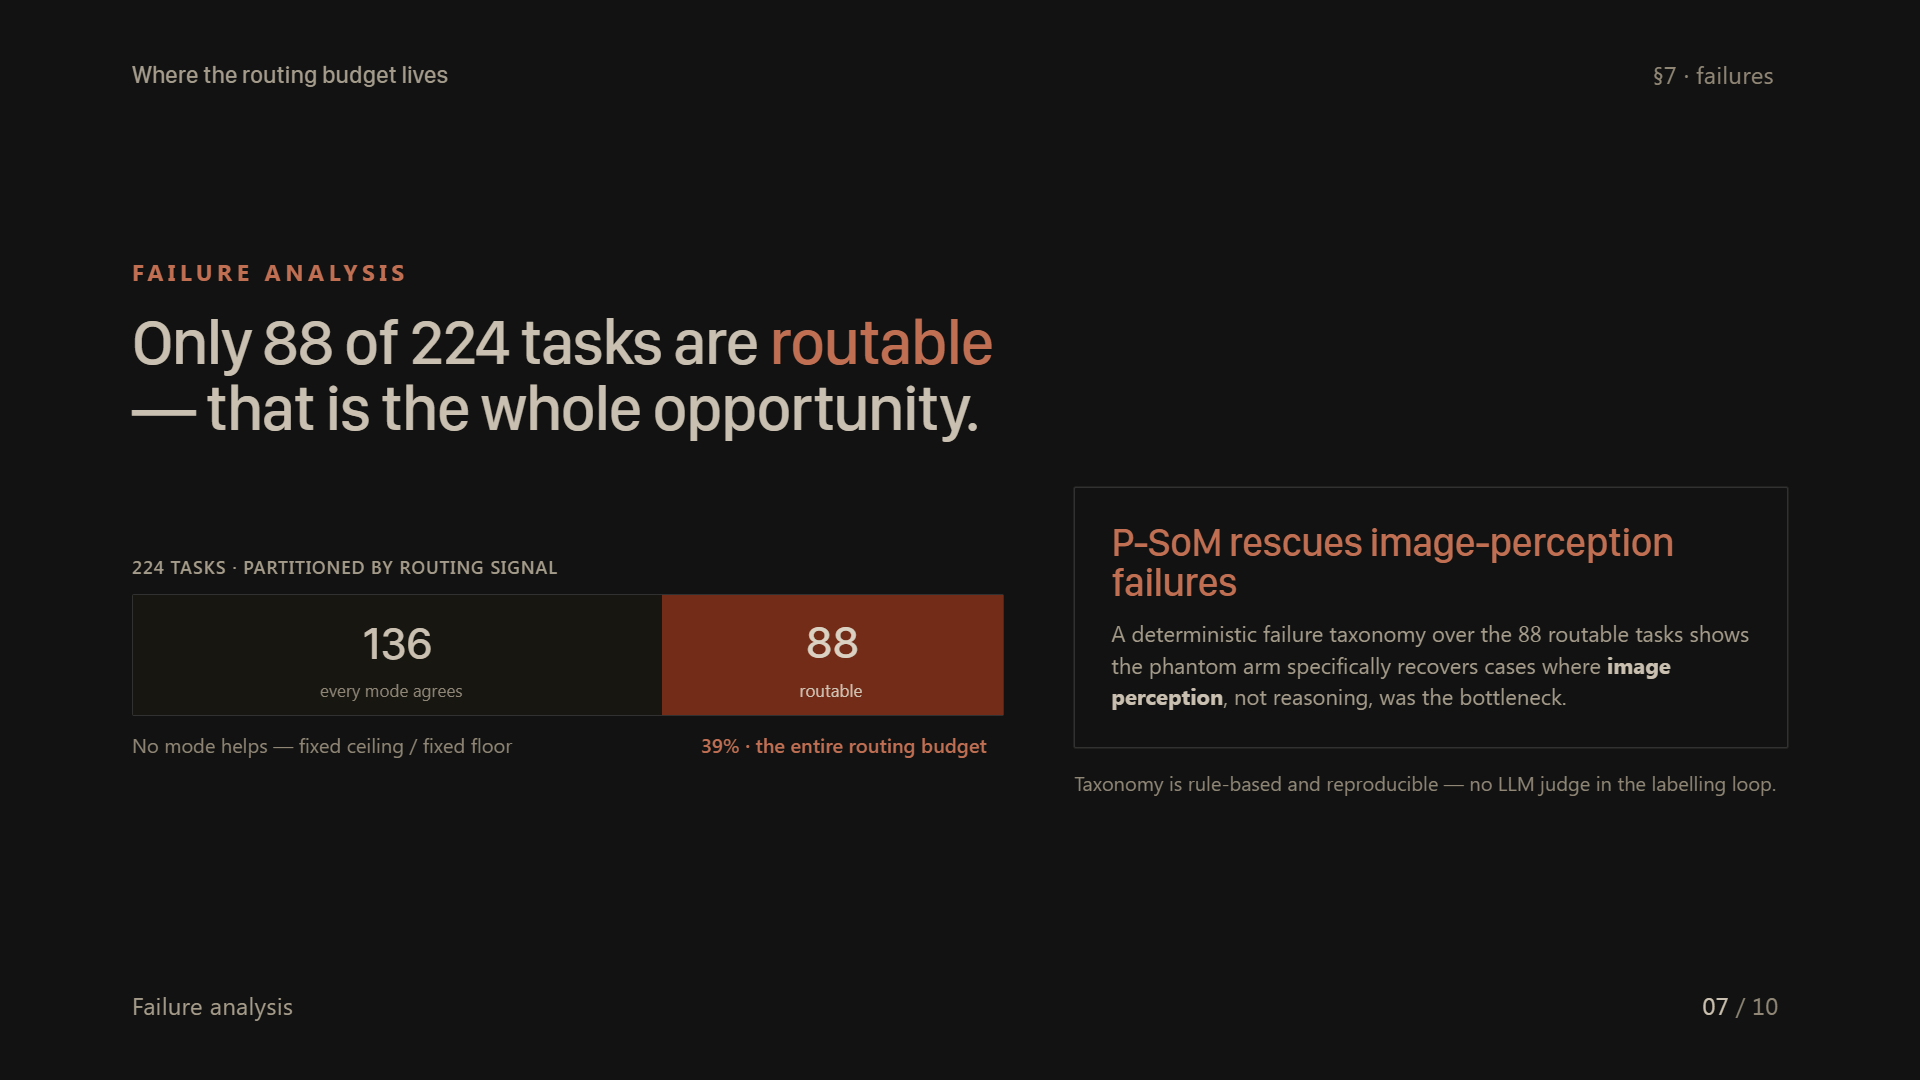 Where the routing budget lives
§7 · failures
FAILURE ANALYSIS
Only 88 of 224 tasks are routable
— that is the whole opportunity.
224 TASKS · PARTITIONED BY ROUTING SIGNAL
136
every mode agrees
88
routable
No mode helps — fixed ceiling / fixed floor
39% · the entire routing budget
P-SoM rescues image-perception
failures
A deterministic failure taxonomy over the 88 routable tasks shows
the phantom arm specifically recovers cases where image
perception, not reasoning, was the bottleneck.
Taxonomy is rule-based and reproducible — no LLM judge in the labelling loop.
Failure analysis
07 / 10